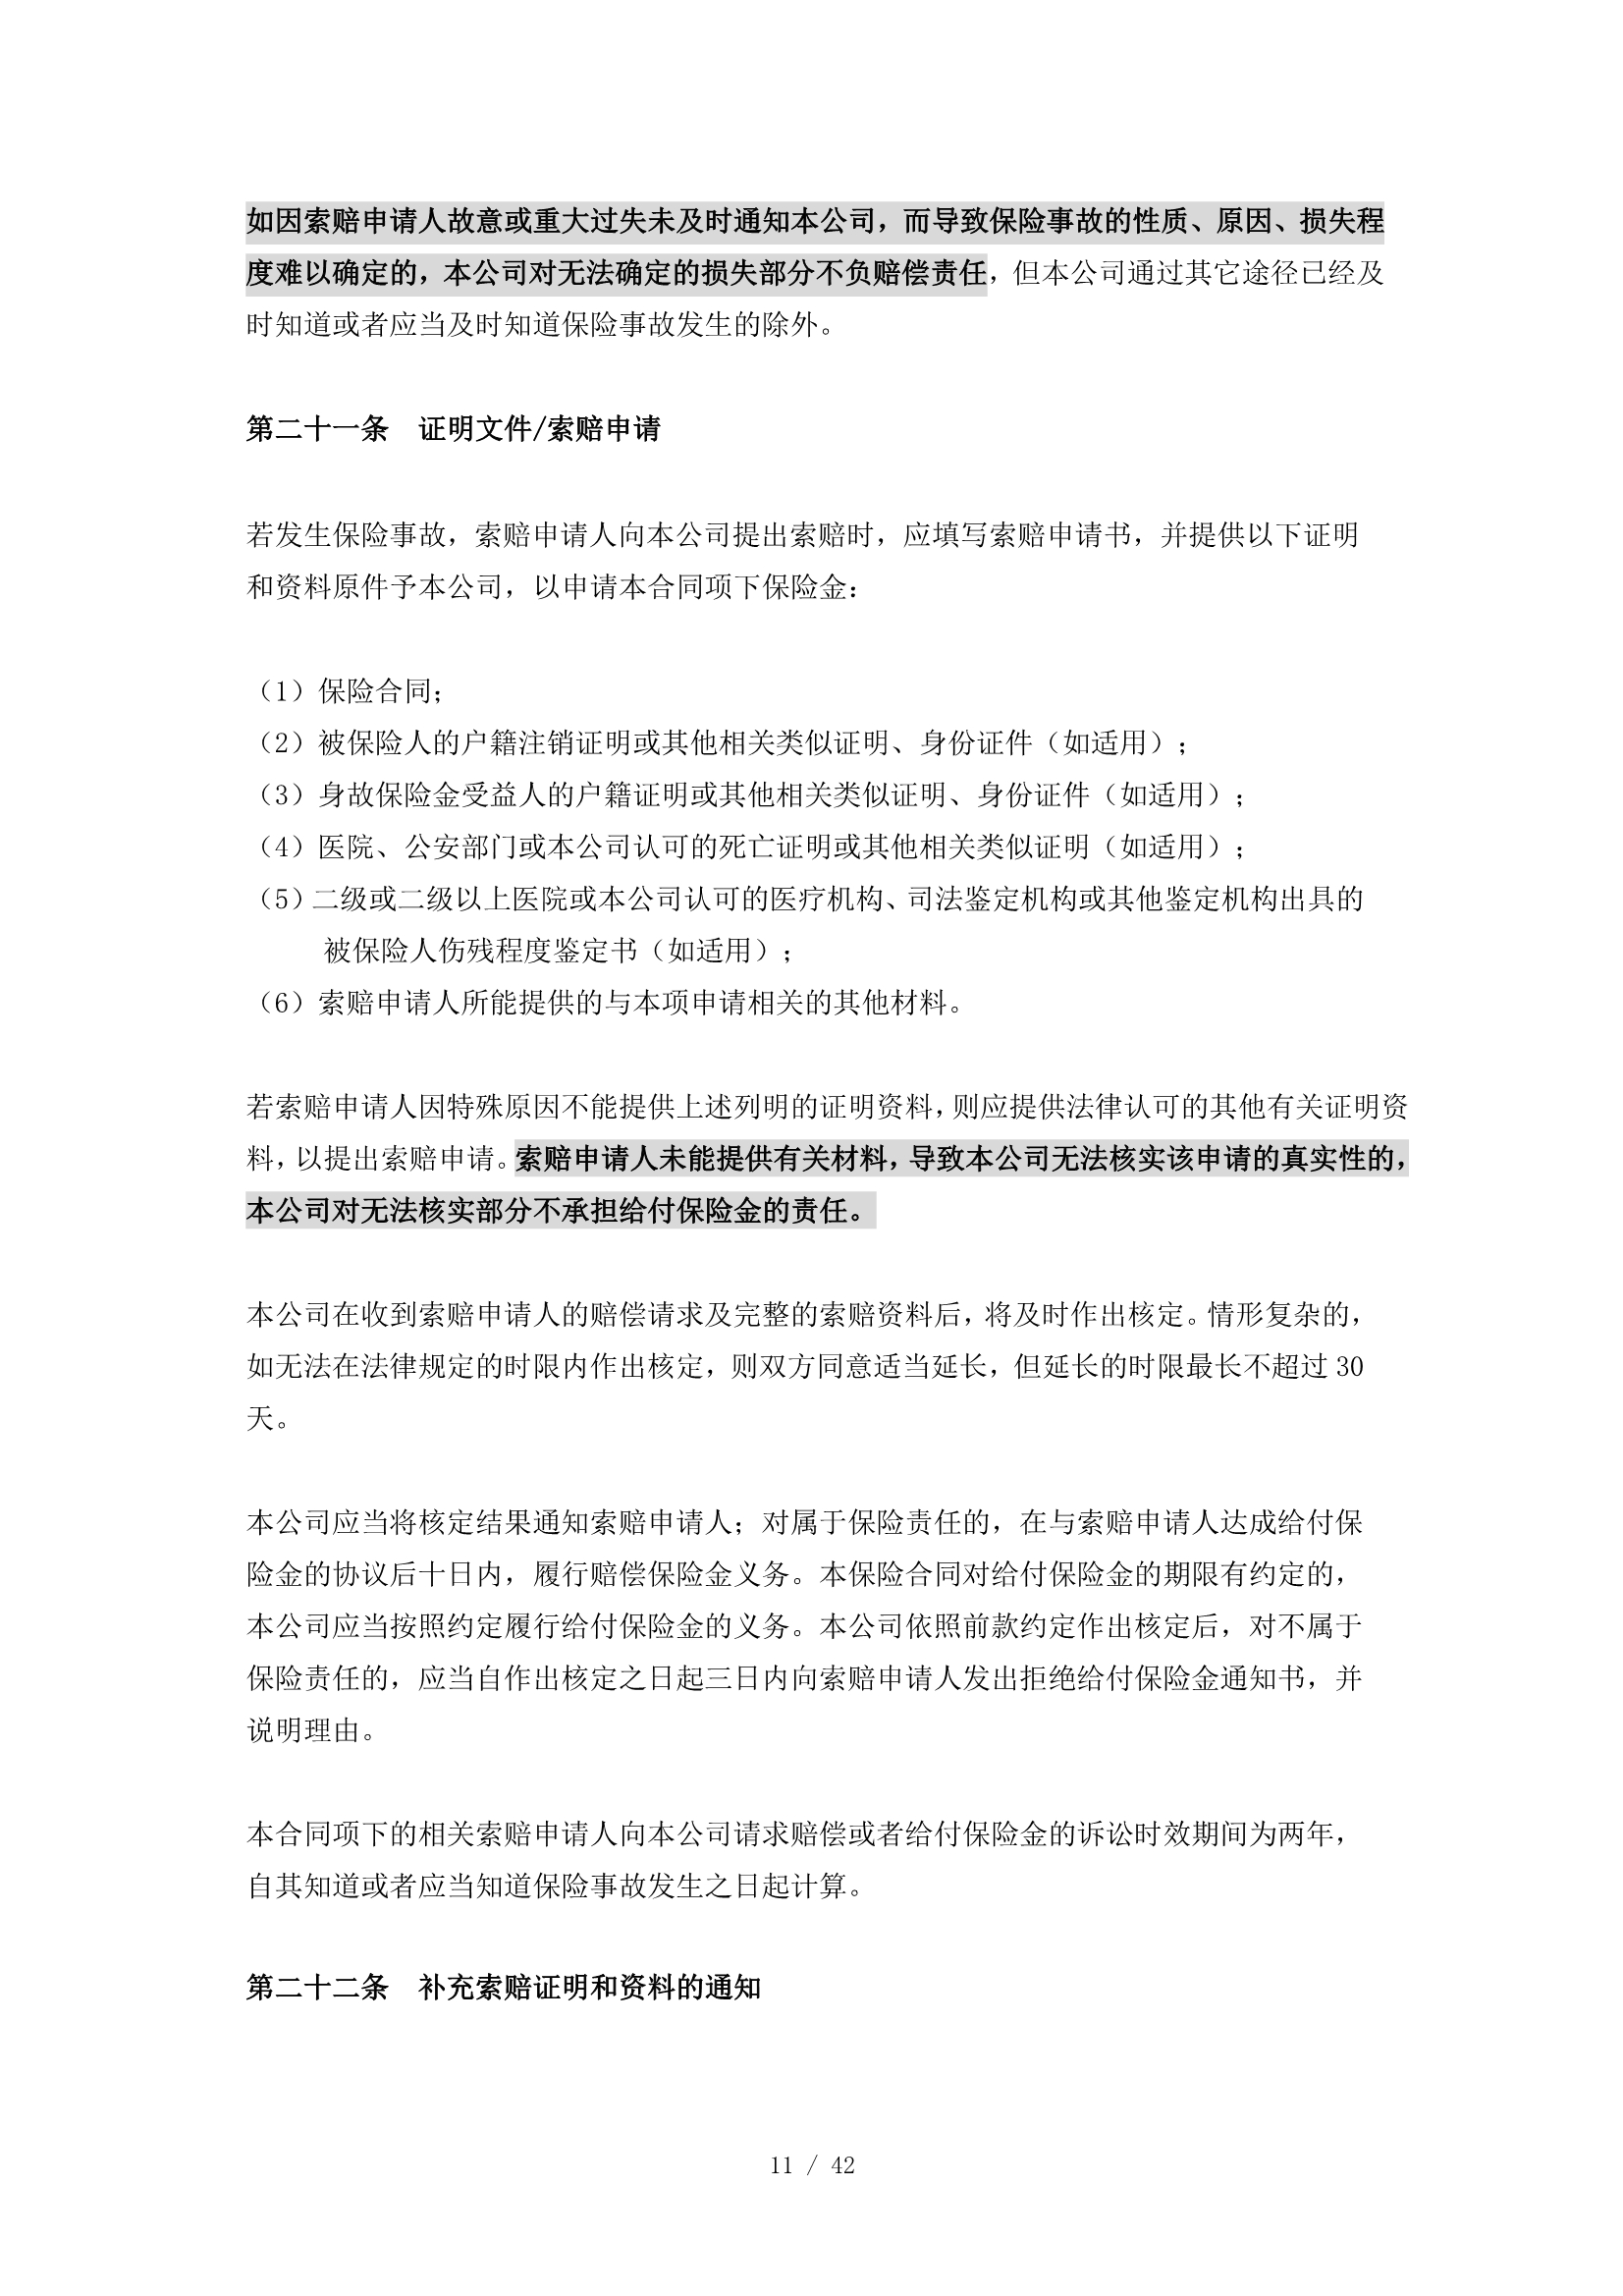 如因索赔申请人故意或重大过失未及时通知本公司，而导致保险事故的性质、原因、损失程
度难以确定的，本公司对无法确定的损失部分不负赔偿责任，但本公司通过其它途径已经及
时知道或者应当及时知道保险事故发生的除外。
第二十一条　证明文件/索赔申请
若发生保险事故，索赔申请人向本公司提出索赔时，应填写索赔申请书，并提供以下证明
和资料原件予本公司，以申请本合同项下保险金：
（1）保险合同；
（2）被保险人的户籍注销证明或其他相关类似证明、身份证件（如适用）；
（3）身故保险金受益人的户籍证明或其他相关类似证明、身份证件（如适用）；
（4）医院、公安部门或本公司认可的死亡证明或其他相关类似证明（如适用）；
（5）二级或二级以上医院或本公司认可的医疗机构、司法鉴定机构或其他鉴定机构出具的
被保险人伤残程度鉴定书（如适用）；
（6）索赔申请人所能提供的与本项申请相关的其他材料。
若索赔申请人因特殊原因不能提供上述列明的证明资料，则应提供法律认可的其他有关证明资
料，以提出索赔申请。索赔申请人未能提供有关材料，导致本公司无法核实该申请的真实性的，
本公司对无法核实部分不承担给付保险金的责任。
本公司在收到索赔申请人的赔偿请求及完整的索赔资料后，将及时作出核定。情形复杂的，
如无法在法律规定的时限内作出核定，则双方同意适当延长，但延长的时限最长不超过 30
天。
本公司应当将核定结果通知索赔申请人；对属于保险责任的，在与索赔申请人达成给付保
险金的协议后十日内，履行赔偿保险金义务。本保险合同对给付保险金的期限有约定的，
本公司应当按照约定履行给付保险金的义务。本公司依照前款约定作出核定后，对不属于
保险责任的，应当自作出核定之日起三日内向索赔申请人发出拒绝给付保险金通知书，并
说明理由。
本合同项下的相关索赔申请人向本公司请求赔偿或者给付保险金的诉讼时效期间为两年，
自其知道或者应当知道保险事故发生之日起计算。
第二十二条　补充索赔证明和资料的通知
11 / 42